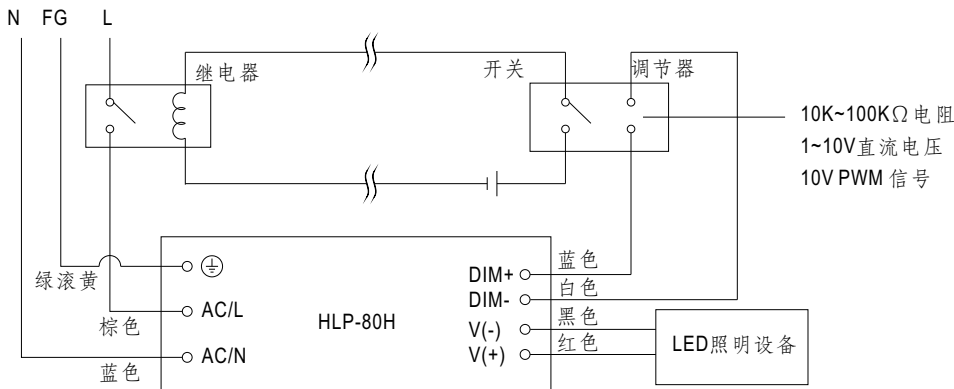 N FG L
继电器
开关
调节器
10K~100KΩ电阻
1~10V直流电压
10V PWM 信号
绿滚黄
棕色
蓝色
AC/L
AC/N
HLP-80H
DIM+
DIM-
V(-)
V(+)
蓝色
白色
黑色
红色
LED照明设备